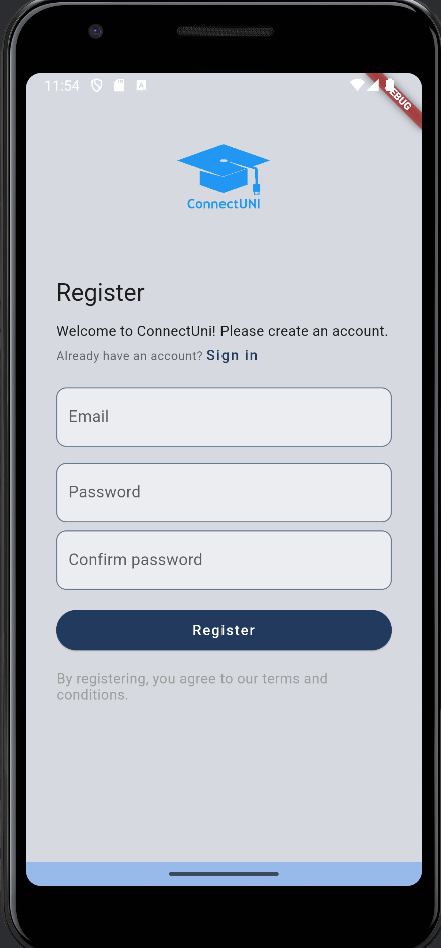 11:54
A
DEBUG
ConnectUNI
Register
Welcome to ConnectUni! Please create an account.
Already have an account? Sign in
Email
Password
Confirm password
Register
By registering, you agree to our terms and
conditions.